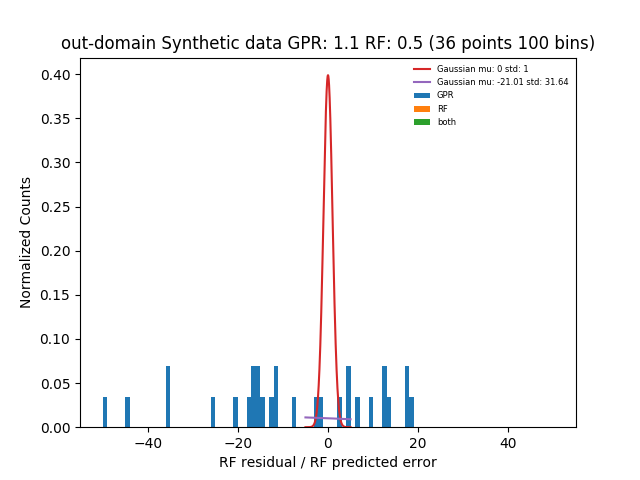 out-domain Synthetic data GPR: 1.1 RF: 0.5 (36 points 100 bins)
Gaussian mu: 0 std: 1
Gaussian mu: -21.01 std: 31.64
GPR
RF
both
Normalized Counts
0.40
0.35
0.30
0.25
0.20
0.15
0.10
0.05
0.00
−40 −20 0 20 40
RF residual / RF predicted error